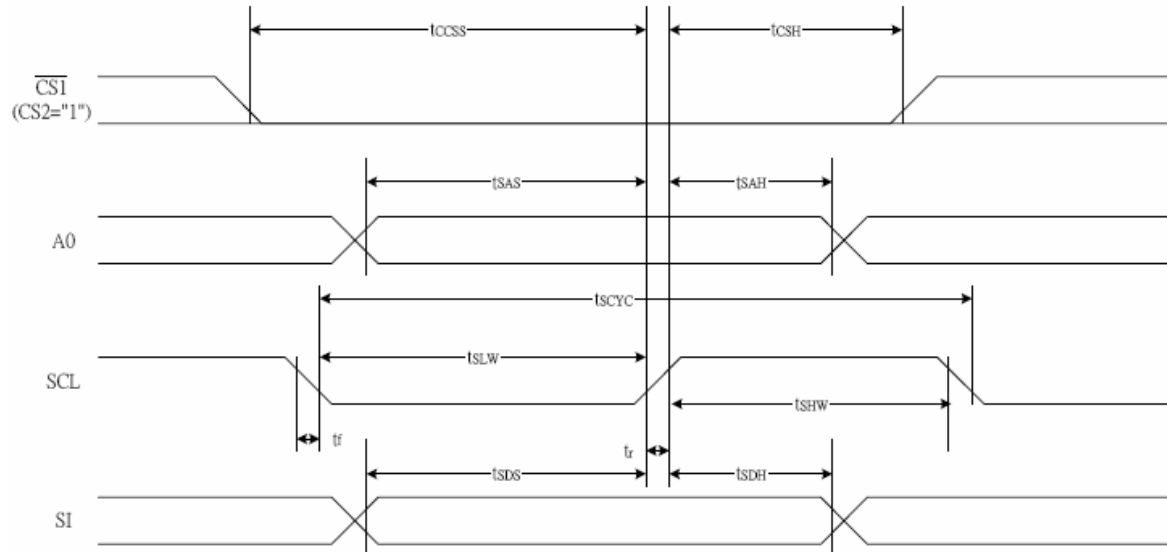 tCCSS
tCSH
CS1
(CS2="1")
tSAS
tSAH
A0
tSCYC
tSLW
SCL
tSHW
tf
tr
tSDS
tSDH
SI